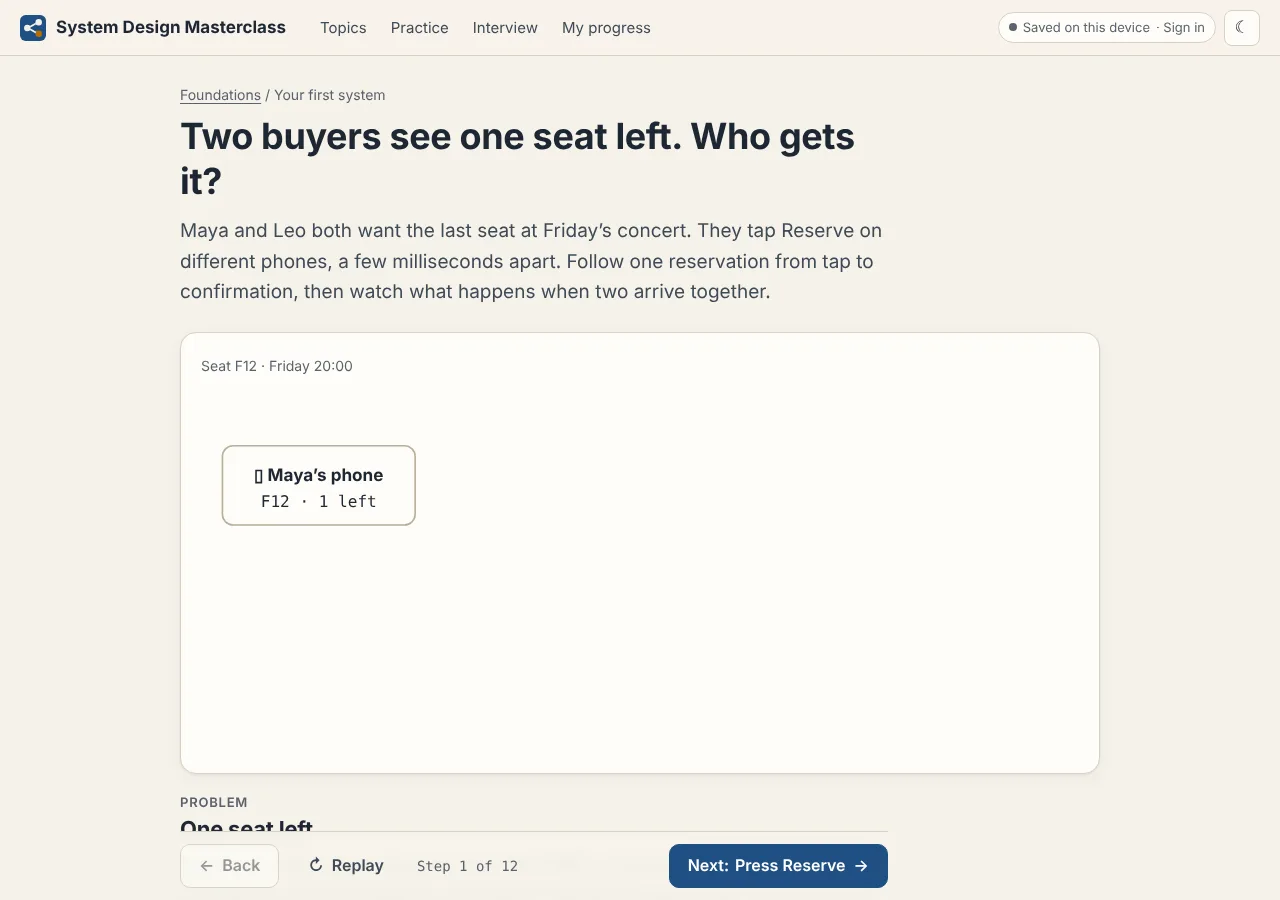 System Design Masterclass
Topics
Practice
Interview
My progress
Saved on this device · Sign in
Foundations / Your first system
Two buyers see one seat left. Who gets
it?
Maya and Leo both want the last seat at Friday’s concert. They tap Reserve on
different phones, a few milliseconds apart. Follow one reservation from tap to
confirmation, then watch what happens when two arrive together.
Seat F12 · Friday 20:00
Maya’s phone
F12 · 1 left
PROBLEM
One seat left
← Back
↻ Replay
Step 1 of 12
Next: Press Reserve →